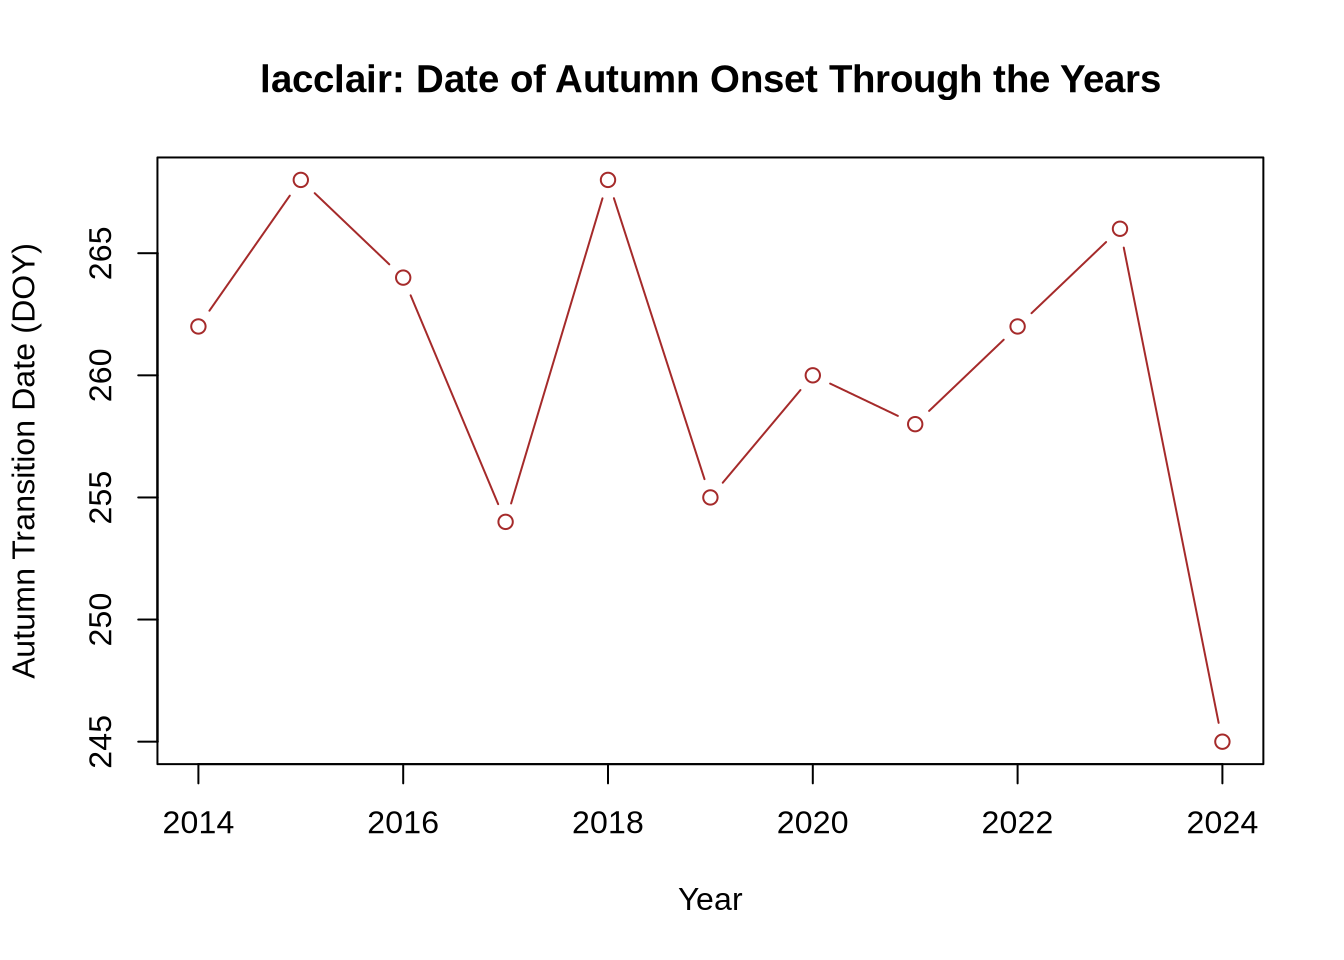 lacclair: Date of Autumn Onset Through the Years
Autumn Transition Date (DOY)
265
260
255
250
245
2014 2016 2018 2020 2022 2024
Year